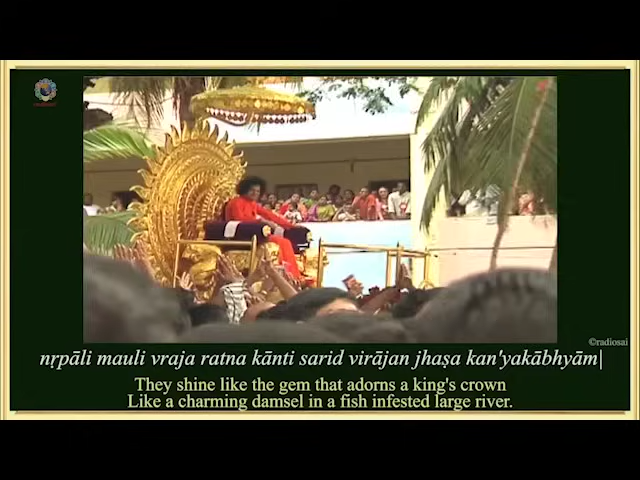 ©radiosai
nṛpāli mauli vraja ratna kānti sarid virājan jhaṣa kan'yakābhyām|
They shine like the gem that adorns a king's crown
Like a charming damsel in a fish infested large river.